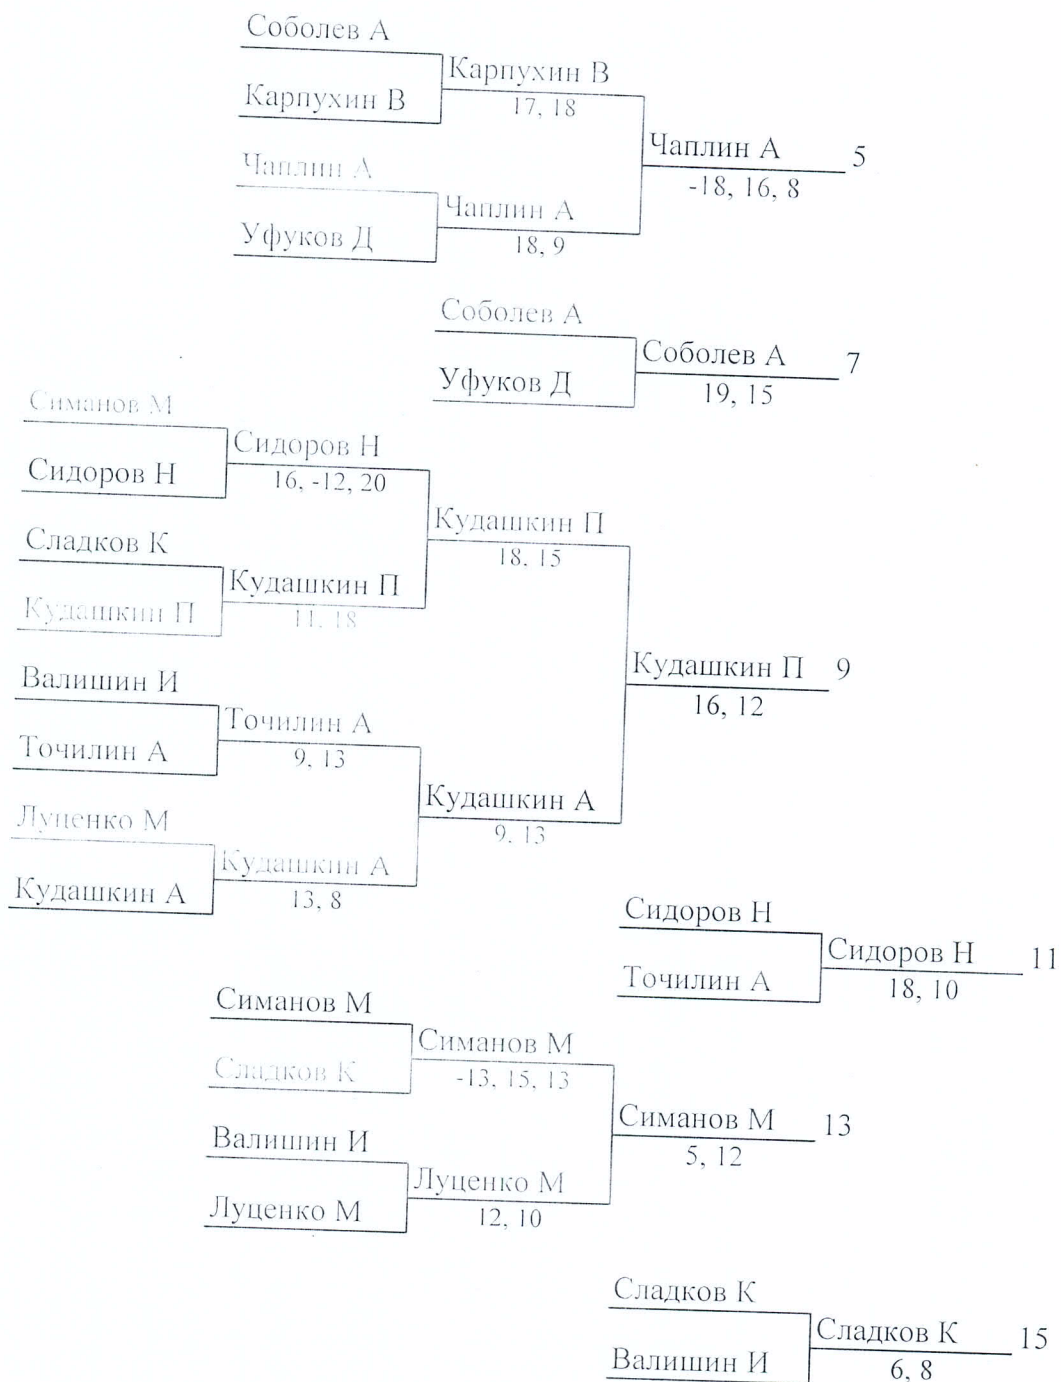 Соболев А
Карпухин В
Карпухин В
17, 18
Чаплин А
Уфуков Д
Чаплин А
18, 9
Чаплин А 5
-18, 16, 8
Соболев А
Уфуков Д
Соболев А 7
19, 15
Симанов М
Сидоров Н
Сидоров Н
16, -12, 20
Сладков К
Кудашкин П
Кудашкин П
11, 18
Кудашкин П
18, 15
Валишин И
Точилин А
Точилин А
9, 13
Луценко М
Кудашкин А
Кудашкин А
13, 8
Кудашкин А
9, 13
Кудашкин П 9
16, 12
Сидоров Н
Точилин А
Сидоров Н 11
18, 10
Симанов М
Сладков К
Симанов М
-13, 15, 13
Валишин И
Луценко М
Луценко М
12, 10
Симанов М 13
5, 12
Сладков К
Валишин И
Сладков К 15
6, 8